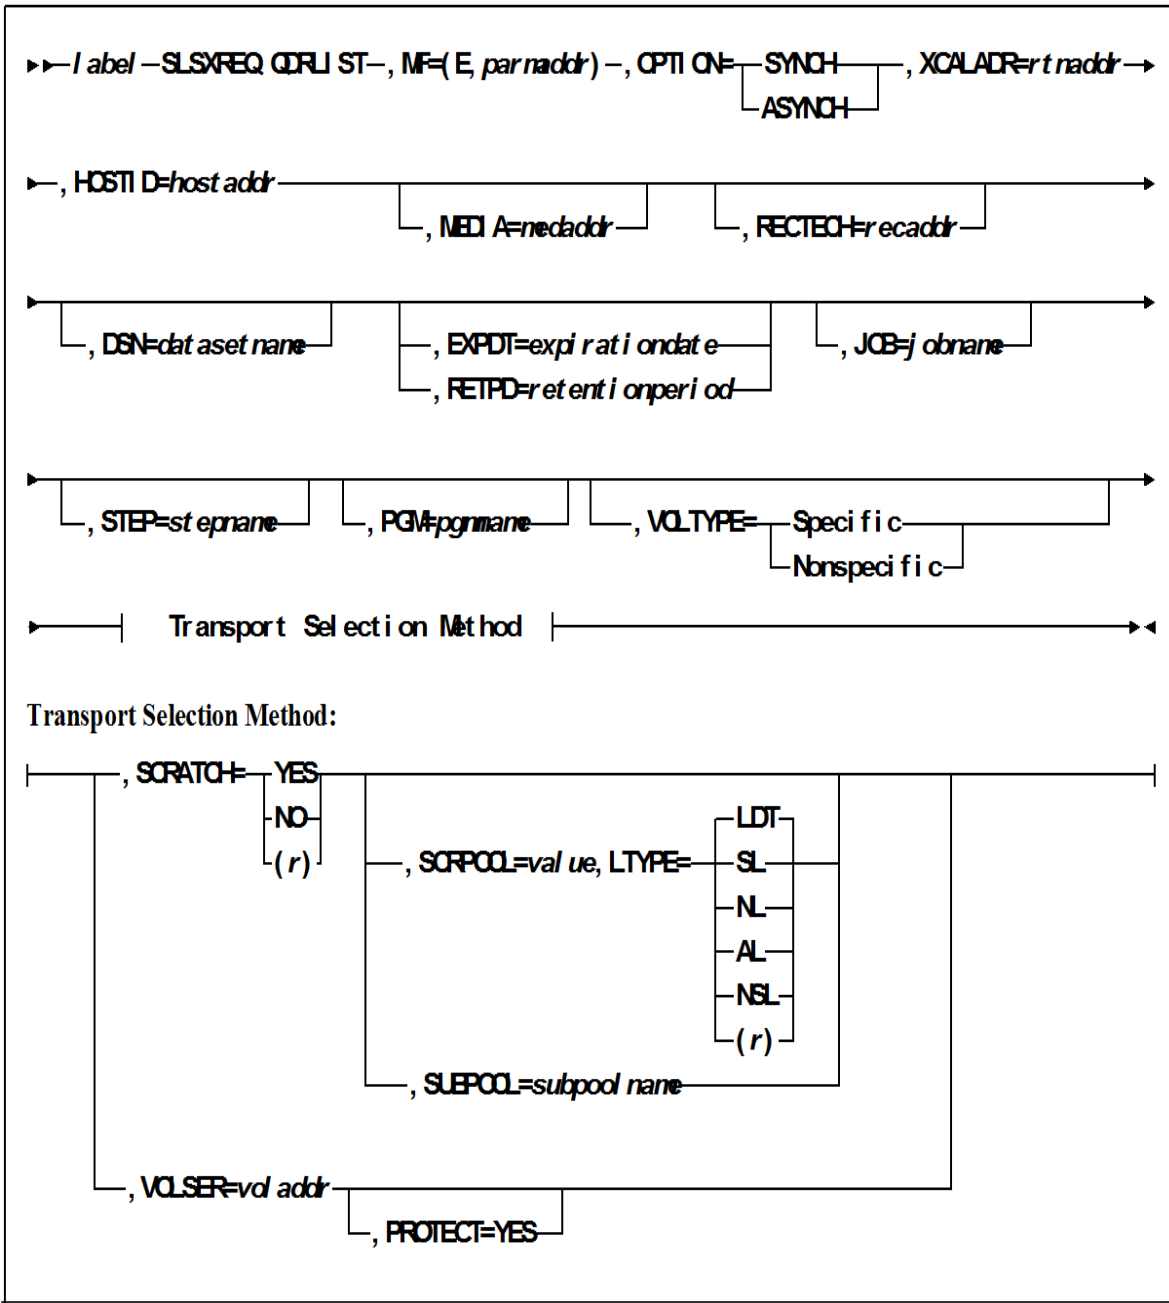 label SLSXREQ QDRLIST , MF=(E, parmaddr) , OPTION= SYNCH , XCALADR=rtnaddr
ASYNCH
, HOSTID=hostaddr
, MEDIA=medaddr , RECTECH=recaddr
, DSN=datasetname , EXPDT=expirationdate , JOB=jobname
, RETPD=retentionperiod
, STEP=stepname , PGM=pgmname , VOLTYPE= Specific
Nonspecific
Transport Selection Method
Transport Selection Method:
, SCRATCH= YES
NO
(r)
LDT
, SCRPOOL=value, LTYPE= SL
NL
AL
NSL
(r)
, SUBPOOL=subpool name
, VOLSER=voladdr
, PROTECT=YES